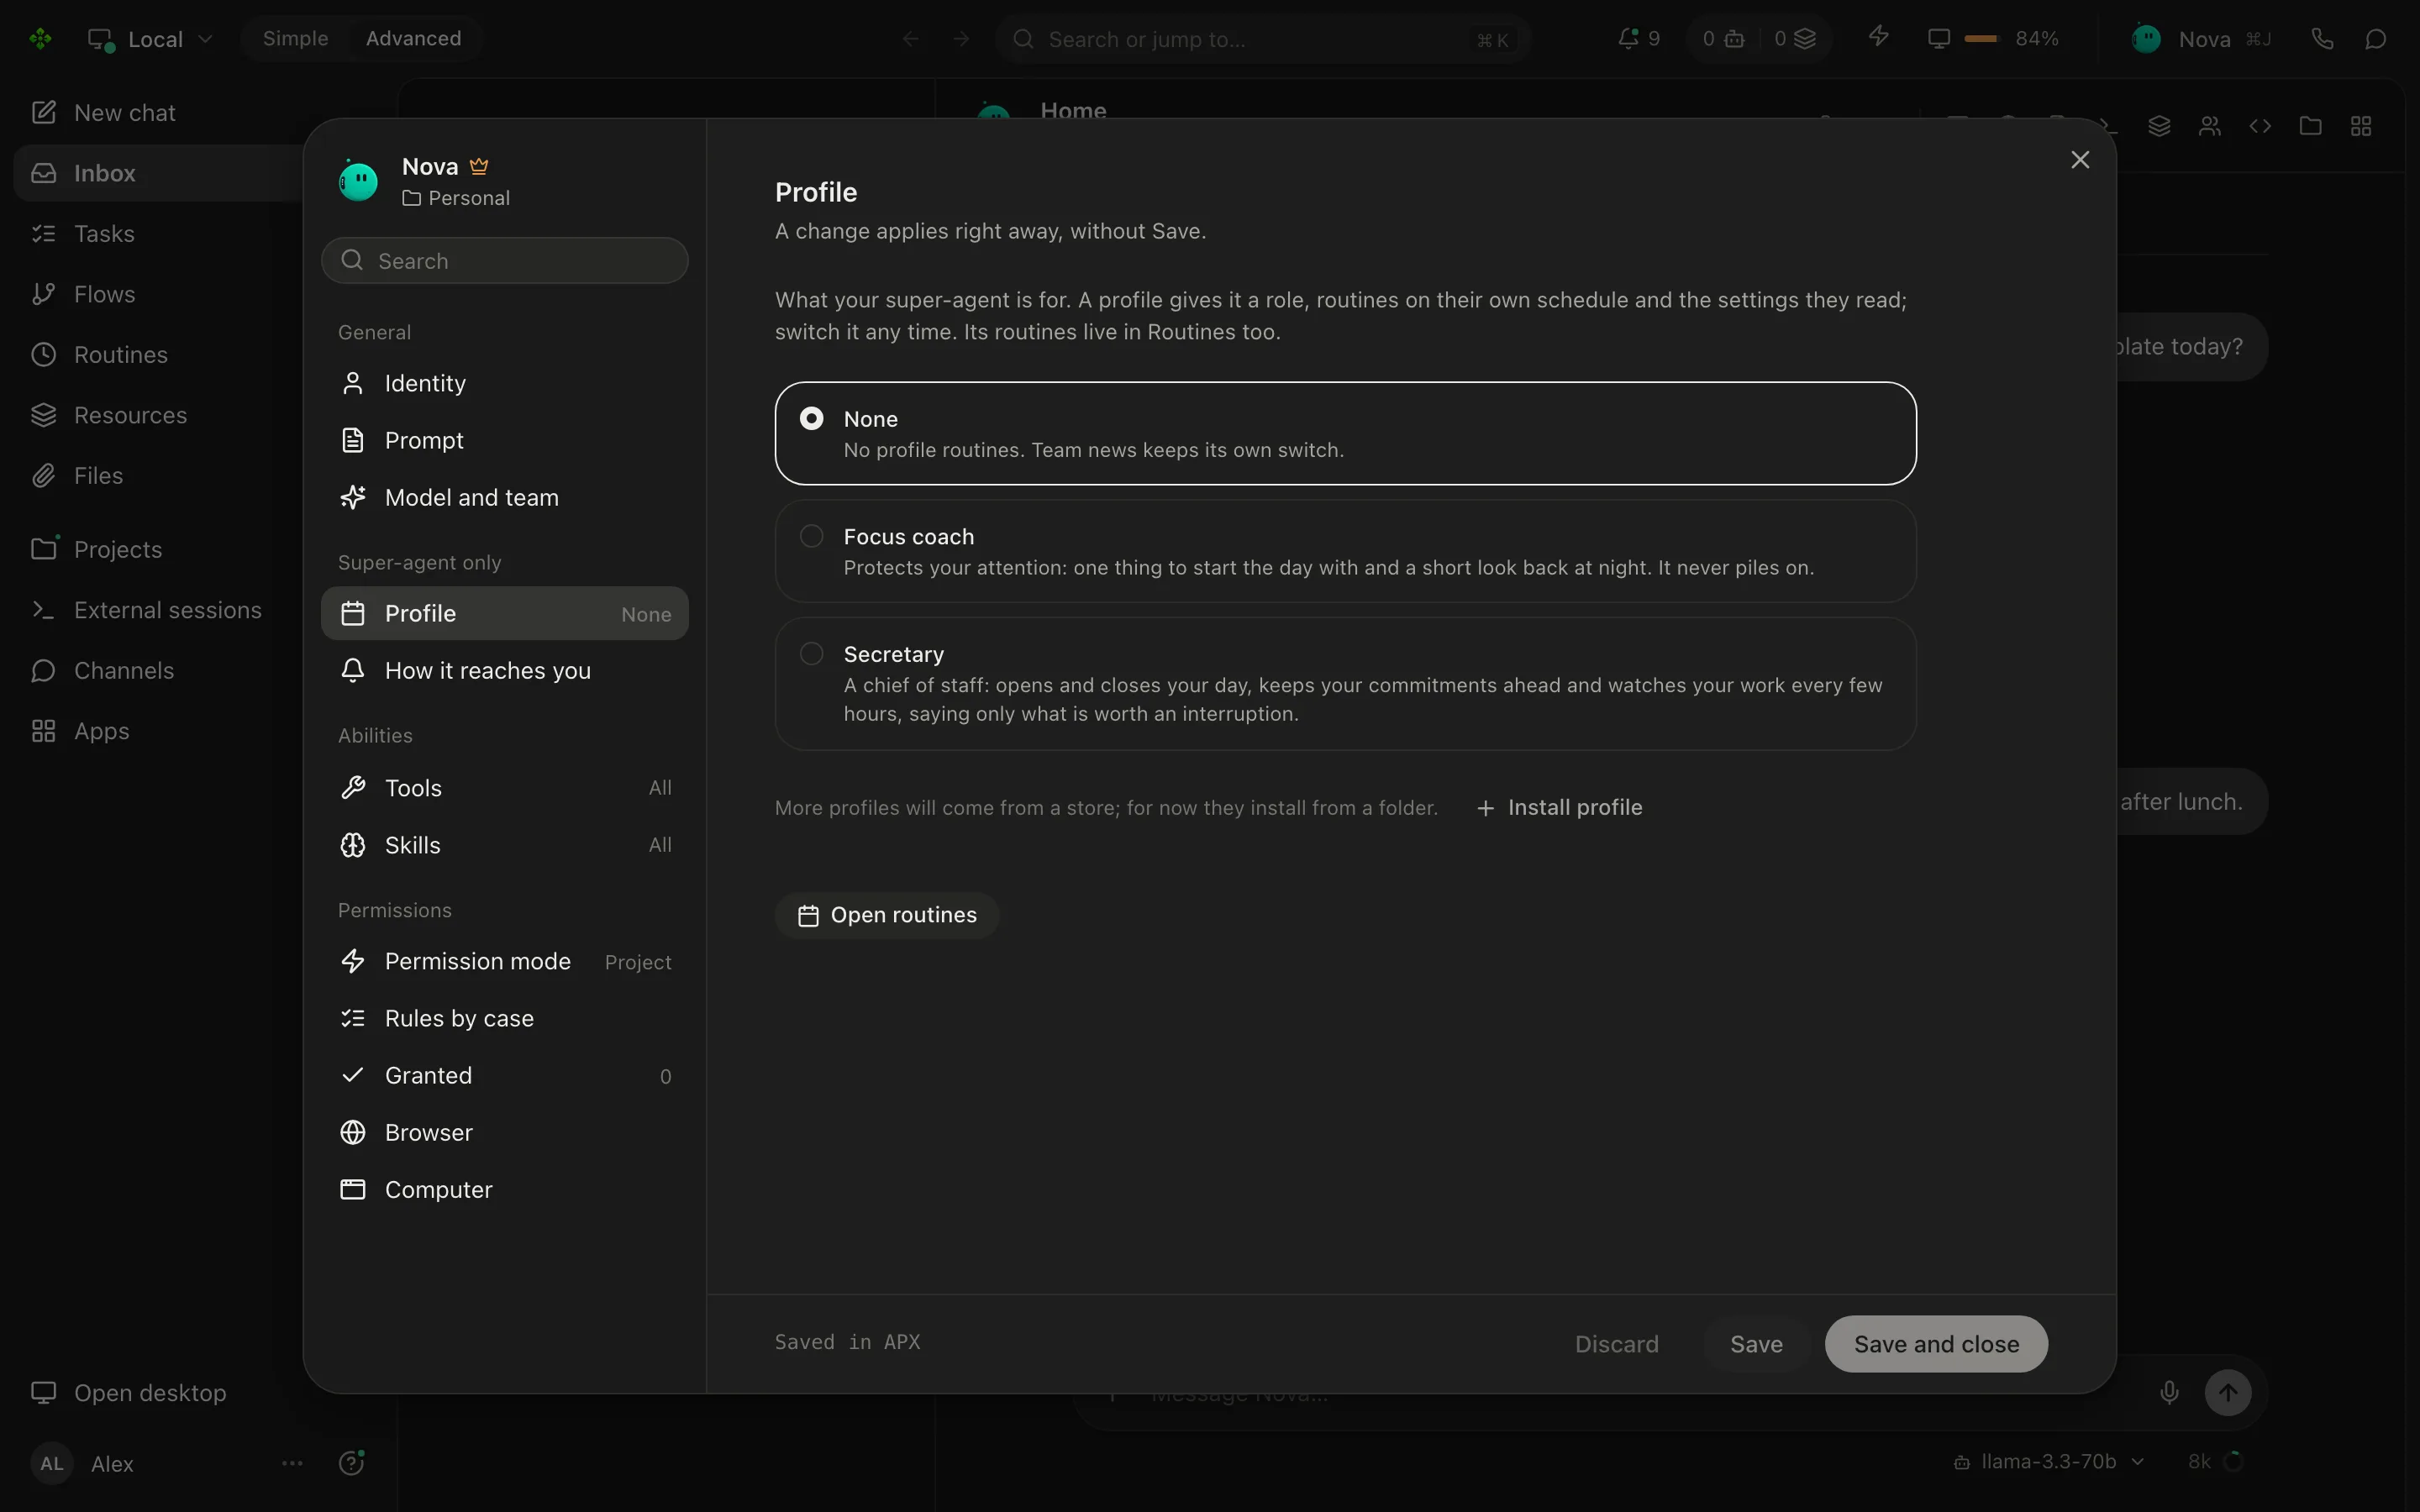 Local
Simple
Advanced
Search or jump to...
⌘K
9
0
0
84%
Nova ⌘J
New chat
Inbox
Tasks
Flows
Routines
Resources
Files
Projects
External sessions
Channels
Apps
Open desktop
AL
Alex
Home
plate today?
after lunch.
Nova
Personal
Search
General
Identity
Prompt
Model and team
Super-agent only
Profile None
How it reaches you
Abilities
Tools All
Skills All
Permissions
Permission mode Project
Rules by case
Granted 0
Browser
Computer
Profile
A change applies right away, without Save.
What your super-agent is for. A profile gives it a role, routines on their own schedule and the settings they read;
switch it any time. Its routines live in Routines too.
None
No profile routines. Team news keeps its own switch.
Focus coach
Protects your attention: one thing to start the day with and a short look back at night. It never piles on.
Secretary
A chief of staff: opens and closes your day, keeps your commitments ahead and watches your work every few
hours, saying only what is worth an interruption.
More profiles will come from a store; for now they install from a folder.
+ Install profile
Open routines
Saved in APX
Discard
Save
Save and close
Message Nova...
llama-3.3-70b
8k